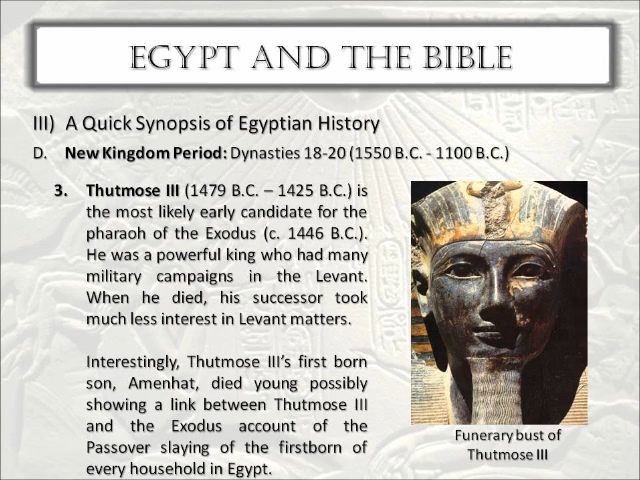 EGYPT AND THE BIBLE
III) A Quick Synopsis of Egyptian History
D. New Kingdom Period: Dynasties 18-20 (1550 B.C. - 1100 B.C.)
3. Thutmose III (1479 B.C. – 1425 B.C.) is
the most likely early candidate for the
pharaoh of the Exodus (c. 1446 B.C.).
He was a powerful king who had many
military campaigns in the Levant.
When he died, his successor took
much less interest in Levant matters.
Interestingly, Thutmose III's first born
son, Amenhat, died young possibly
showing a link between Thutmose III
and the Exodus account of the
Passover slaying of the firstborn of
every household in Egypt.
Funerary bust of
Thutmose III